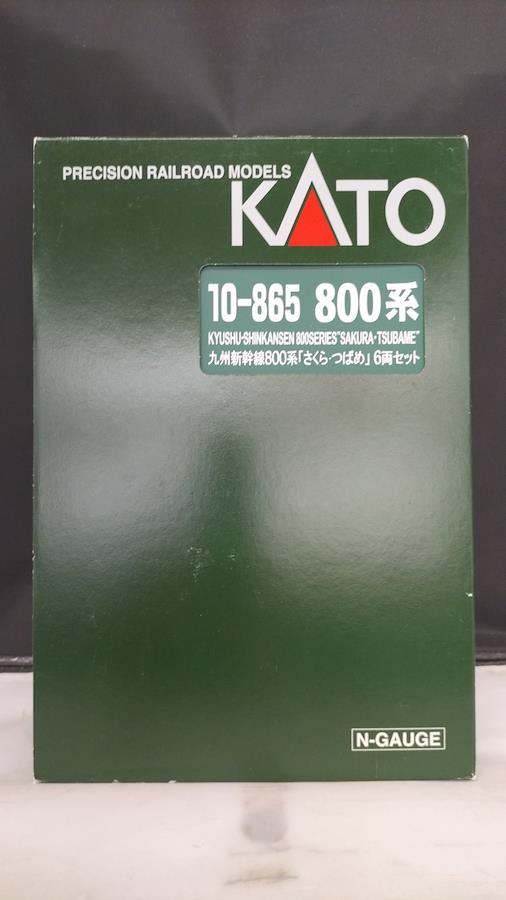 PRECISION RAILROAD MODELS
KATO
10-865 800系
KYUSHU-SHINKANSEN 800SERIES"SAKURA・TSUBAME"
九州新幹線800系「さくら・つばめ」6両セット
N-GAUGE